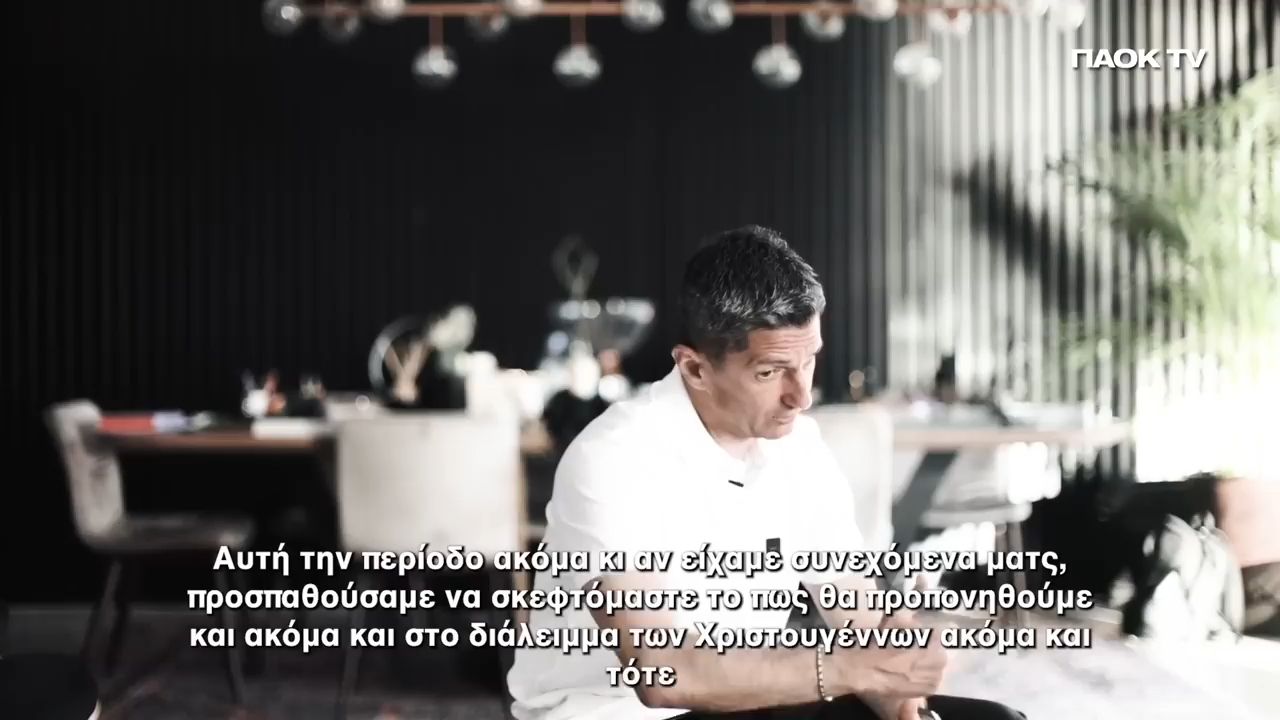 ΠΑΟΚ TV
Αυτή την περίοδο ακόμα κι αν είχαμε συνεχόμενα ματς,
προσπαθούσαμε να σκεφτόμαστε το πως θα προπονηθούμε
και ακόμα και στο διάλειμμα των Χριστουγέννων ακόμα και
τότε